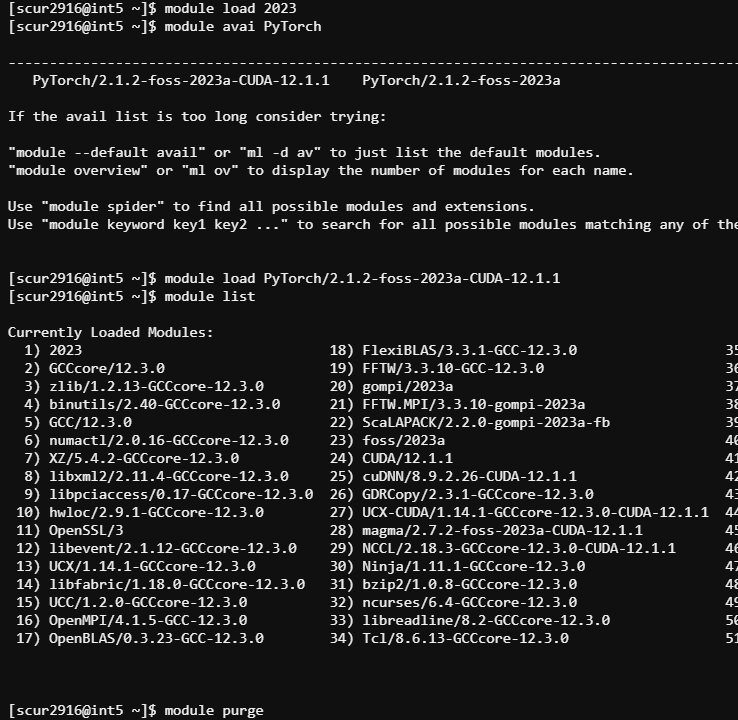 [scur2916@int5 ~]$ module load 2023
[scur2916@int5 ~]$ module avai PyTorch
--------------------------------------------------------------------------------
PyTorch/2.1.2-foss-2023a-CUDA-12.1.1    PyTorch/2.1.2-foss-2023a
If the avail list is too long consider trying:
"module --default avail" or "ml -d av" to just list the default modules.
"module overview" or "ml ov" to display the number of modules for each name.
Use "module spider" to find all possible modules and extensions.
Use "module keyword key1 key2 ..." to search for all possible modules matching any of the
[scur2916@int5 ~]$ module load PyTorch/2.1.2-foss-2023a-CUDA-12.1.1
[scur2916@int5 ~]$ module list
Currently Loaded Modules:
1) 2023    18) FlexiBLAS/3.3.1-GCC-12.3.0    35
2) GCCcore/12.3.0    19) FFTW/3.3.10-GCC-12.3.0    36
3) zlib/1.2.13-GCCcore-12.3.0    20) gompi/2023a    37
4) binutils/2.40-GCCcore-12.3.0    21) FFTW.MPI/3.3.10-gompi-2023a    38
5) GCC/12.3.0    22) ScaLAPACK/2.2.0-gompi-2023a-fb    39
6) numactl/2.0.16-GCCcore-12.3.0    23) foss/2023a    40
7) XZ/5.4.2-GCCcore-12.3.0    24) CUDA/12.1.1    41
8) libxml2/2.11.4-GCCcore-12.3.0    25) cuDNN/8.9.2.26-CUDA-12.1.1    42
9) libpciaccess/0.17-GCCcore-12.3.0    26) GDRCopy/2.3.1-GCCcore-12.3.0    43
10) hwloc/2.9.1-GCCcore-12.3.0    27) UCX-CUDA/1.14.1-GCCcore-12.3.0-CUDA-12.1.1    44
11) OpenSSL/3    28) magma/2.7.2-foss-2023a-CUDA-12.1.1    45
12) libevent/2.1.12-GCCcore-12.3.0    29) NCCL/2.18.3-GCCcore-12.3.0-CUDA-12.1.1    46
13) UCX/1.14.1-GCCcore-12.3.0    30) Ninja/1.11.1-GCCcore-12.3.0    47
14) libfabric/1.18.0-GCCcore-12.3.0    31) bzip2/1.0.8-GCCcore-12.3.0    48
15) UCC/1.2.0-GCCcore-12.3.0    32) ncurses/6.4-GCCcore-12.3.0    49
16) OpenMPI/4.1.5-GCC-12.3.0    33) libreadline/8.2-GCCcore-12.3.0    50
17) OpenBLAS/0.3.23-GCC-12.3.0    34) Tcl/8.6.13-GCCcore-12.3.0    51
[scur2916@int5 ~]$ module purge